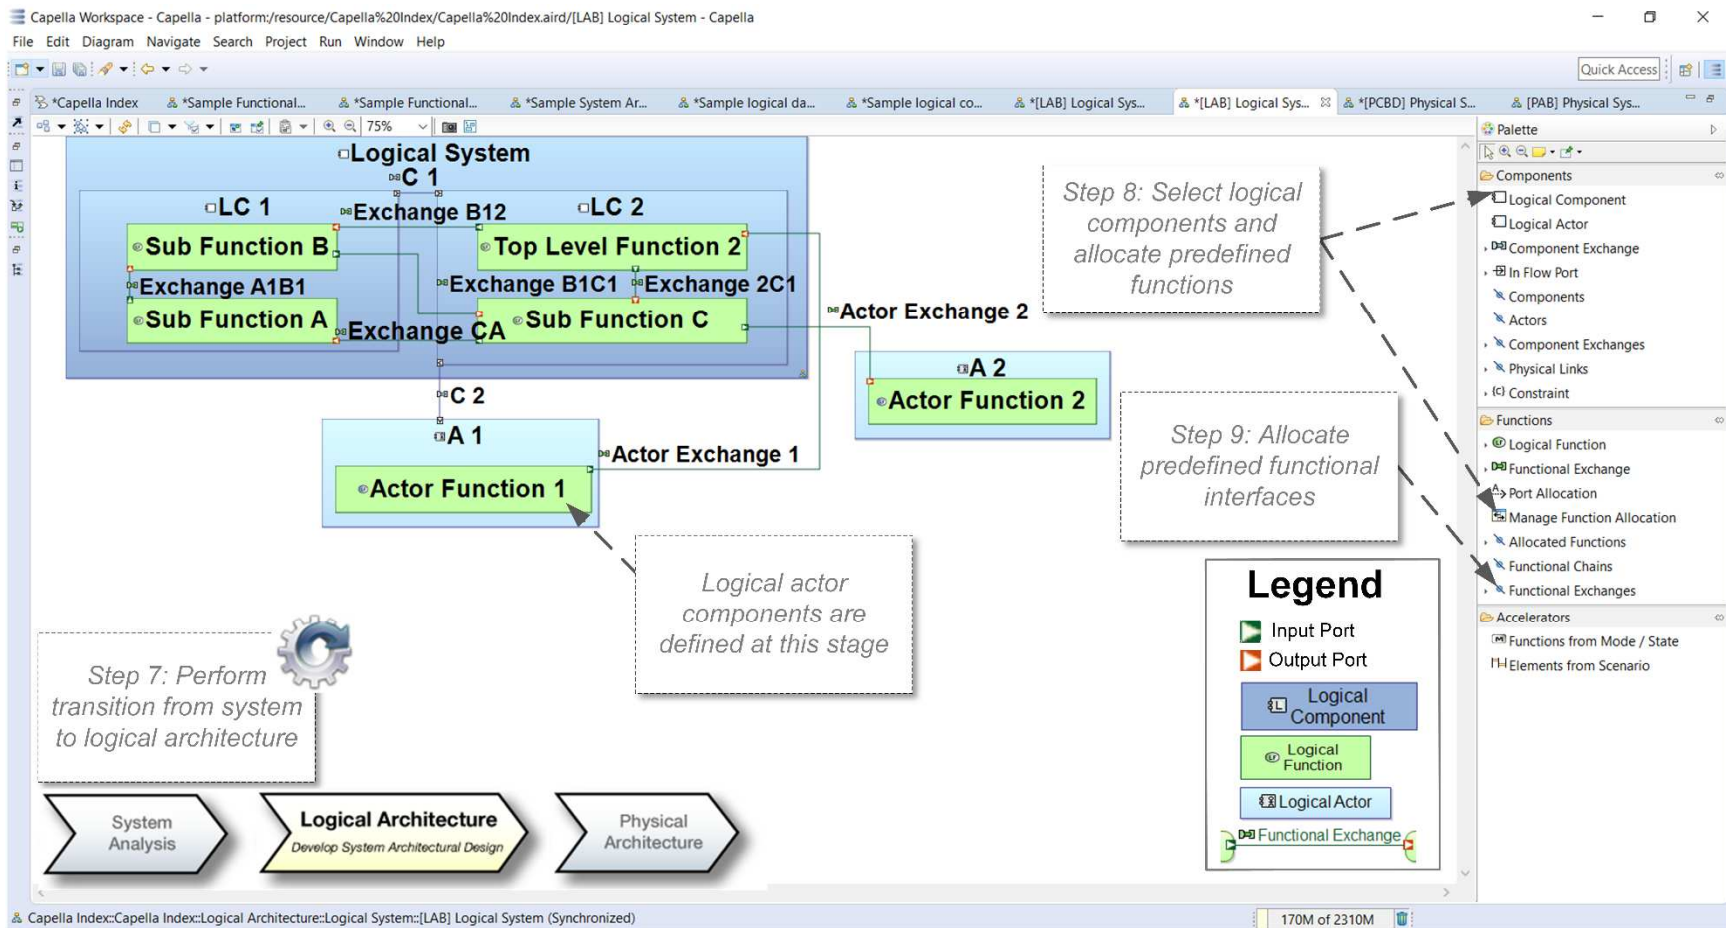 Capella Workspace - Capella - platform:/resource/Capella%20Index/Capella%20Index.aird/[LAB] Logical System - Capella
File Edit Diagram Navigate Search Project Run Window Help
Quick Access
*Capella Index *Sample Functional... *Sample Functional... *Sample System Ar... *Sample logical da... *Sample logical co... *[LAB] Logical Sys... *[LAB] Logical Sys... *[PCBD] Physical S... [PAB] Physical Sys...
75%
Logical System
C 1
LC 1
Exchange B12
LC 2
Sub Function B
Top Level Function 2
Exchange A1B1
Exchange B1C1
Exchange 2C1
Sub Function A
Exchange CA
Sub Function C
Actor Exchange 2
A 2
Actor Function 2
C 2
A 1
Actor Exchange 1
Actor Function 1
Step 8: Select logical
components and
allocate predefined
functions
Step 9: Allocate
predefined functional
interfaces
Logical actor
components are
defined at this stage
Step 7: Perform
transition from system
to logical architecture
System
Analysis
Logical Architecture
Develop System Architectural Design
Physical
Architecture
Legend
Input Port
Output Port
Logical
Component
Logical
Function
Logical Actor
Functional Exchange
Palette
Components
Logical Component
Logical Actor
Component Exchange
In Flow Port
Components
Actors
Component Exchanges
Physical Links
{c} Constraint
Functions
Logical Function
Functional Exchange
Port Allocation
Manage Function Allocation
Allocated Functions
Functional Chains
Functional Exchanges
Accelerators
Functions from Mode / State
Elements from Scenario
Capella Index::Capella Index::Logical Architecture::Logical System::[LAB] Logical System (Synchronized)
170M of 2310M